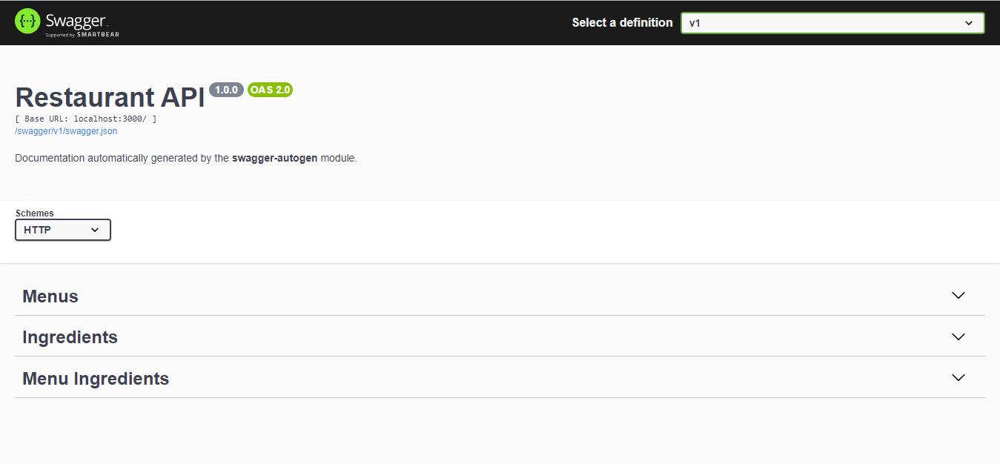 {···} Swagger
Supported by SMARTBEAR
Select a definition
v1
Restaurant API 1.0.0 OAS 2.0
[ Base URL: localhost:3000/ ]
/swagger/v1/swagger.json
Documentation automatically generated by the swagger-autogen module.
Schemes
HTTP
Menus
Ingredients
Menu Ingredients